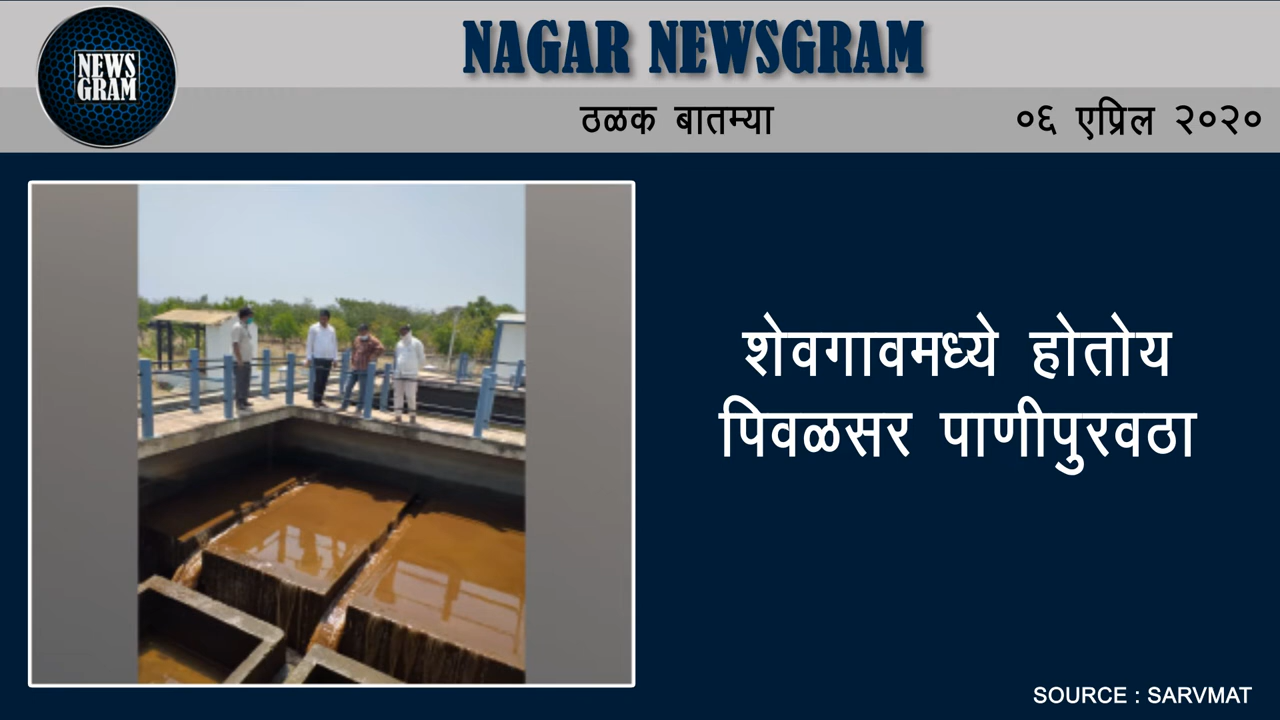 NEWS
GRAM
NAGAR NEWSGRAM
ठळक बातम्या
०६ एप्रिल २०२०
शेवगावमध्ये होतोय
पिवळसर पाणीपुरवठा
SOURCE : SARVMAT